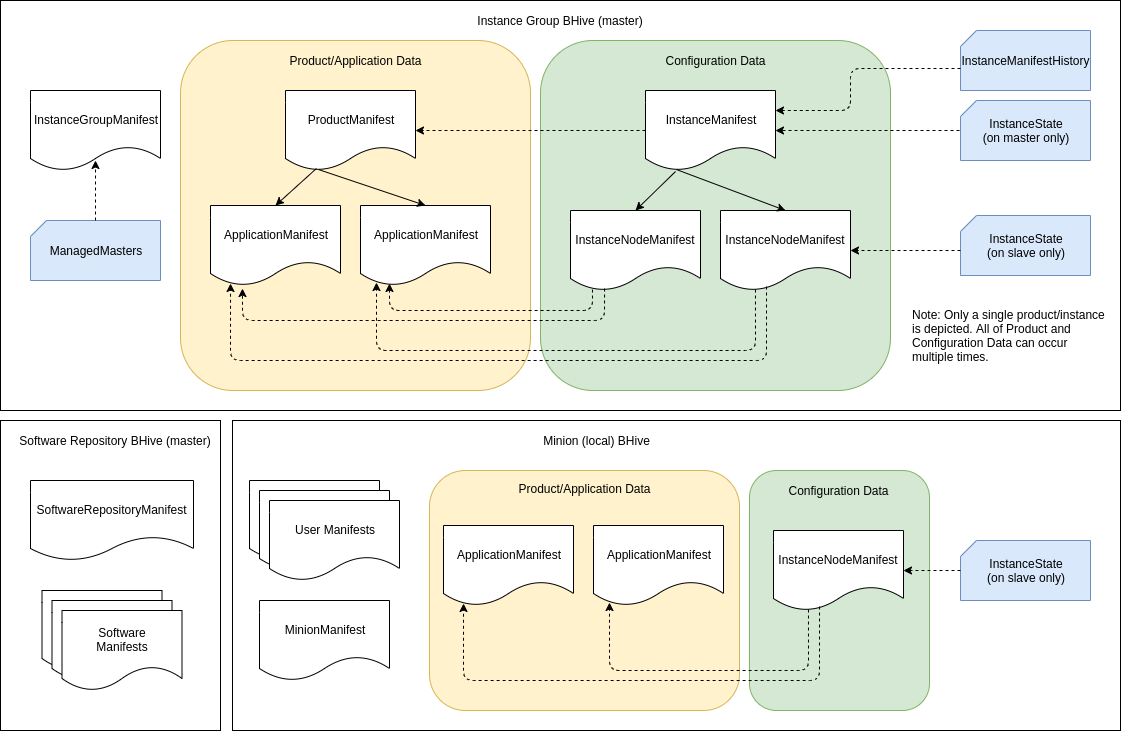 Instance Group BHive (master)
Product/Application Data
Configuration Data
InstanceManifestHistory
InstanceGroupManifest
ProductManifest
InstanceManifest
InstanceState
(on master only)
ManagedMasters
ApplicationManifest
ApplicationManifest
InstanceNodeManifest
InstanceNodeManifest
InstanceState
(on slave only)
Note: Only a single product/instance
is depicted. All of Product and
Configuration Data can occur
multiple times.
Software Repository BHive (master)
SoftwareRepositoryManifest
Software
Manifests
Minion (local) BHive
User Manifests
MinionManifest
Product/Application Data
ApplicationManifest
ApplicationManifest
Configuration Data
InstanceNodeManifest
InstanceState
(on slave only)